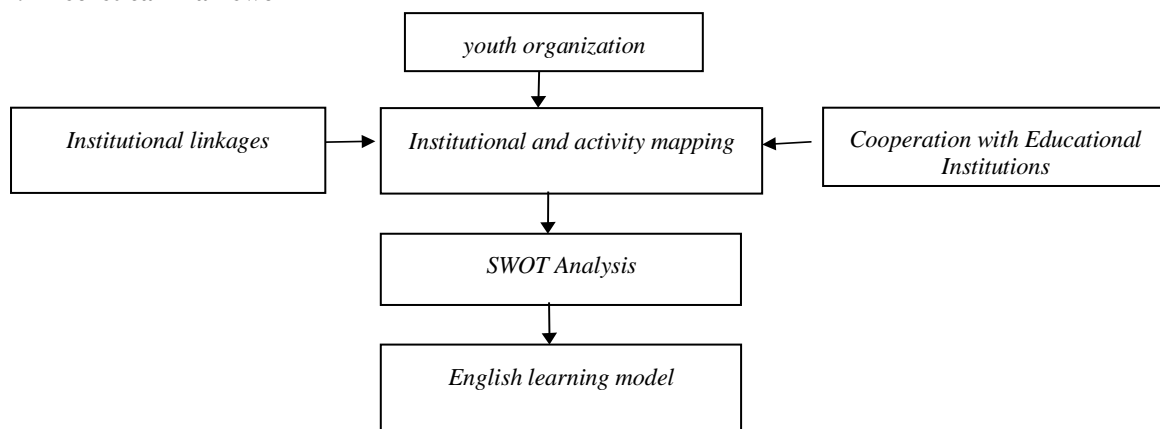 youth organization
Institutional linkages
Institutional and activity mapping
Cooperation with Educational
Institutions
SWOT Analysis
English learning model